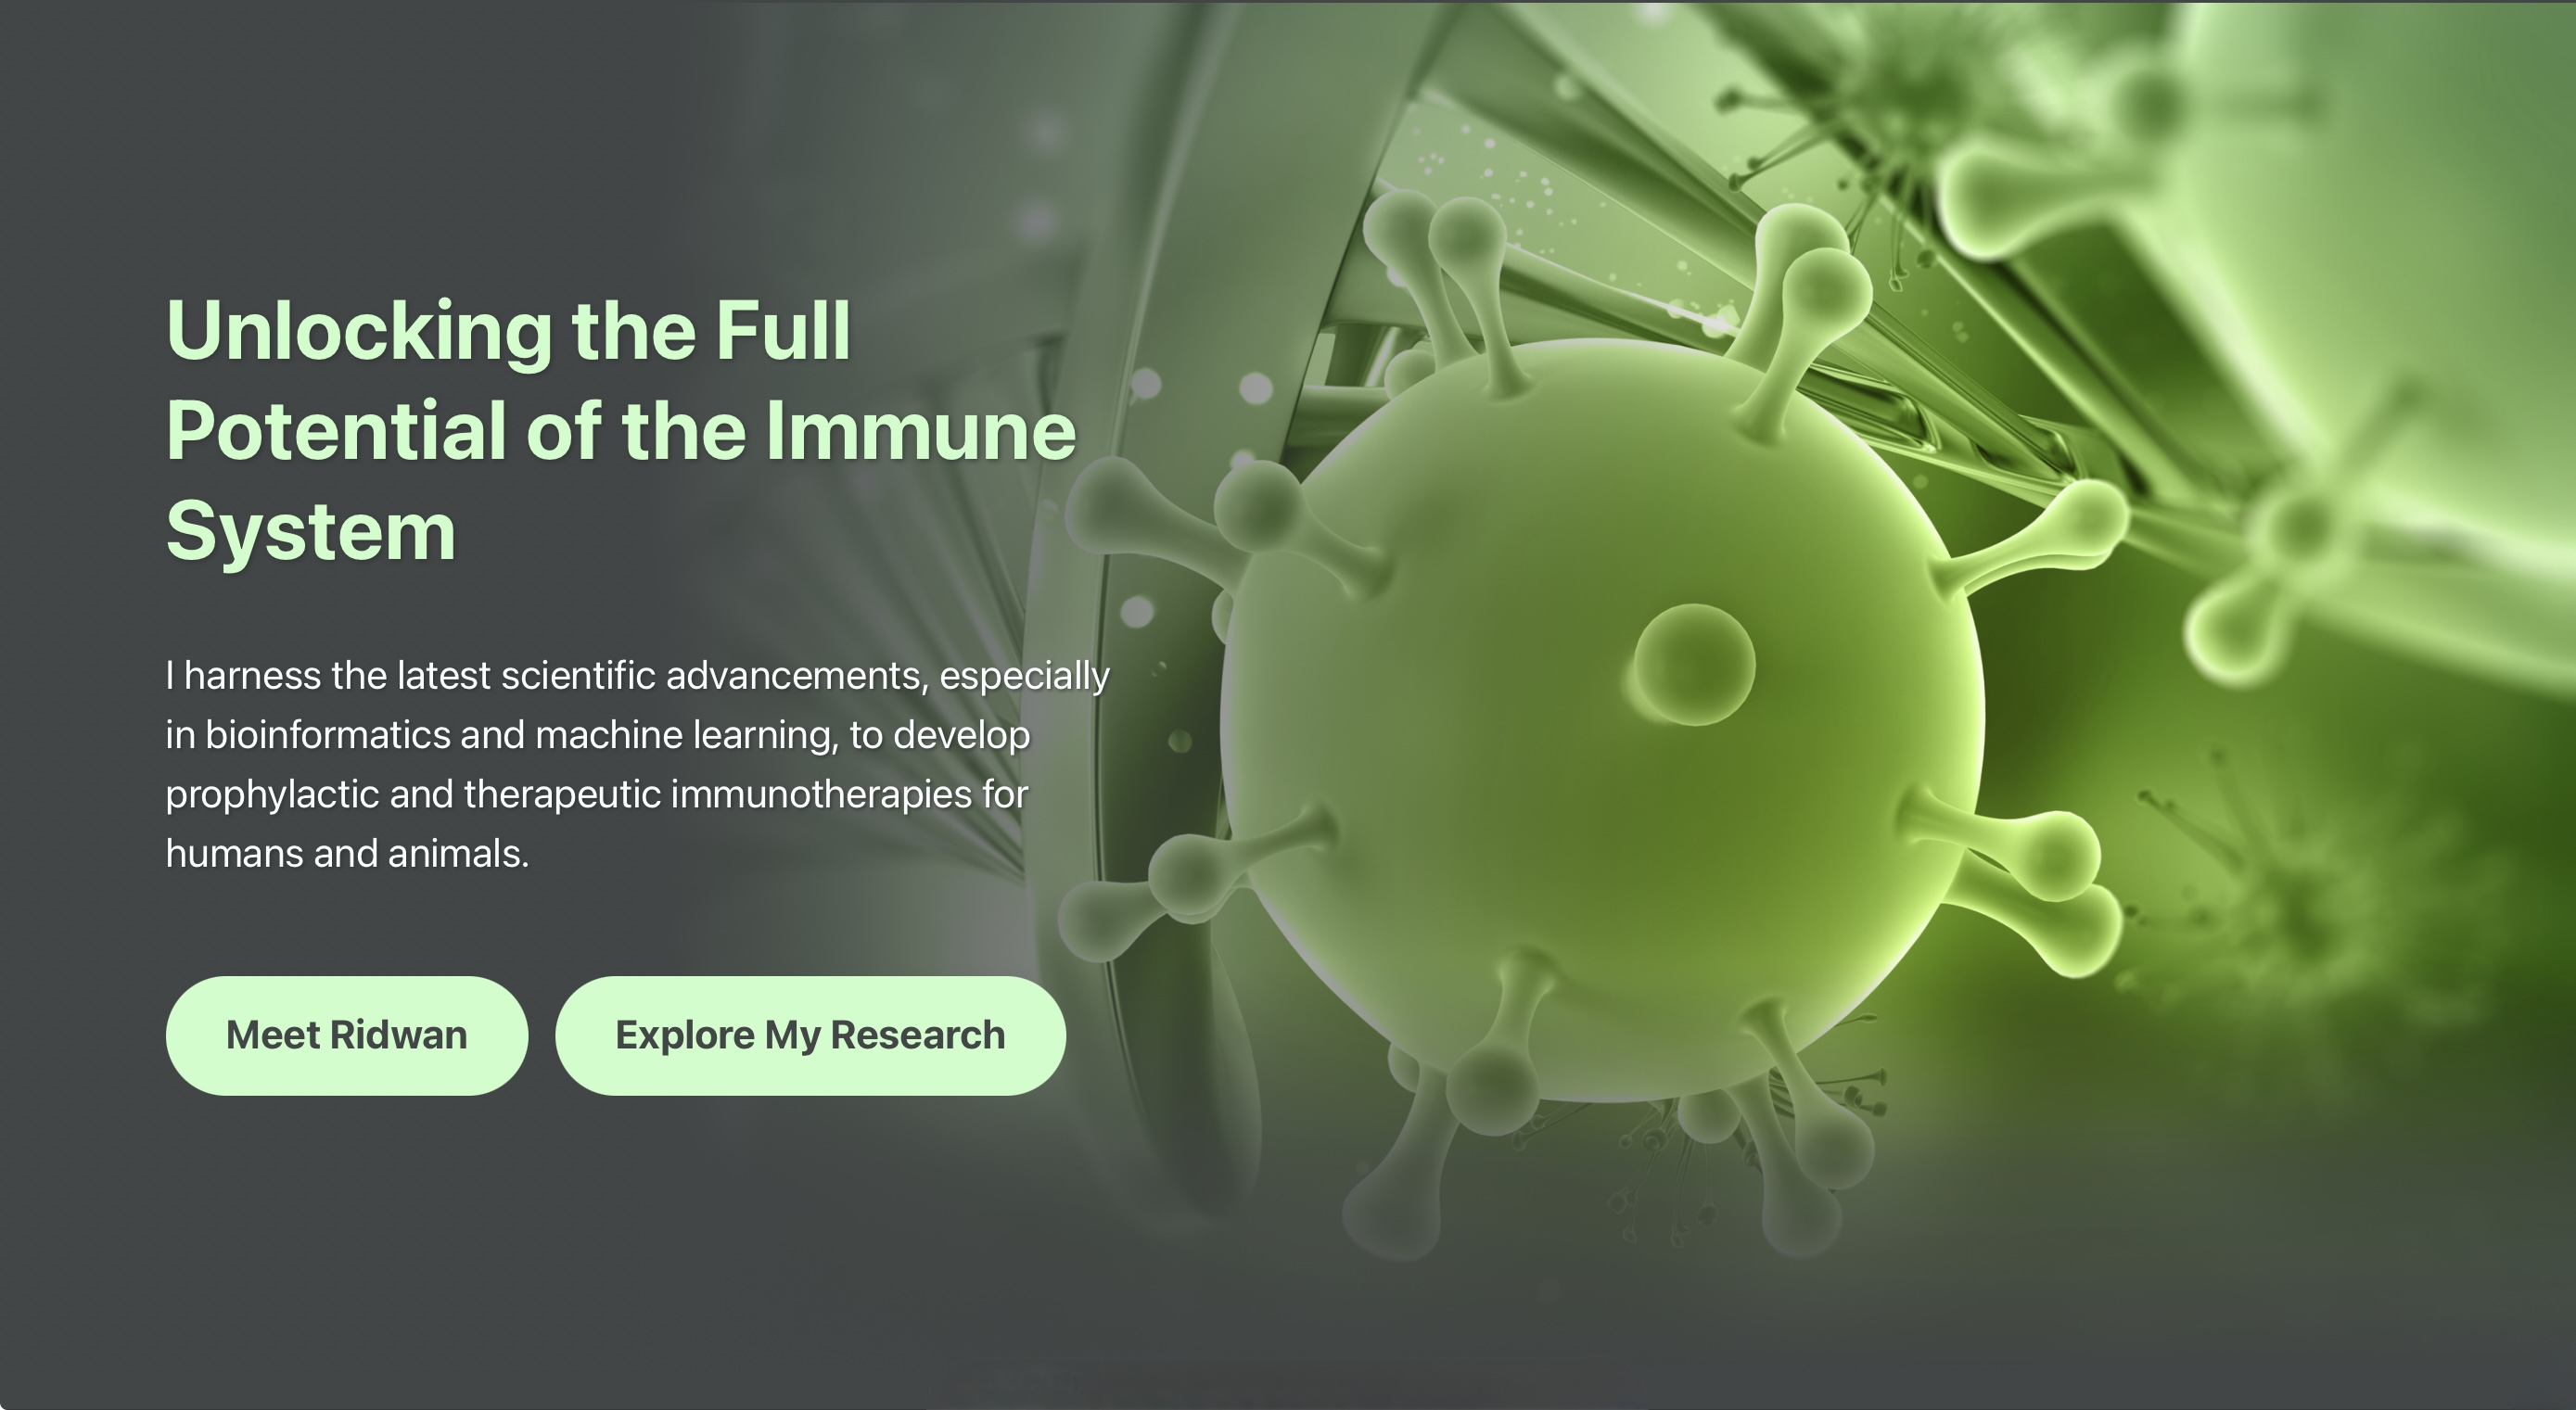 Unlocking the Full
Potential of the Immune
System
I harness the latest scientific advancements, especially
in bioinformatics and machine learning, to develop
prophylactic and therapeutic immunotherapies for
humans and animals.
Meet Ridwan
Explore My Research